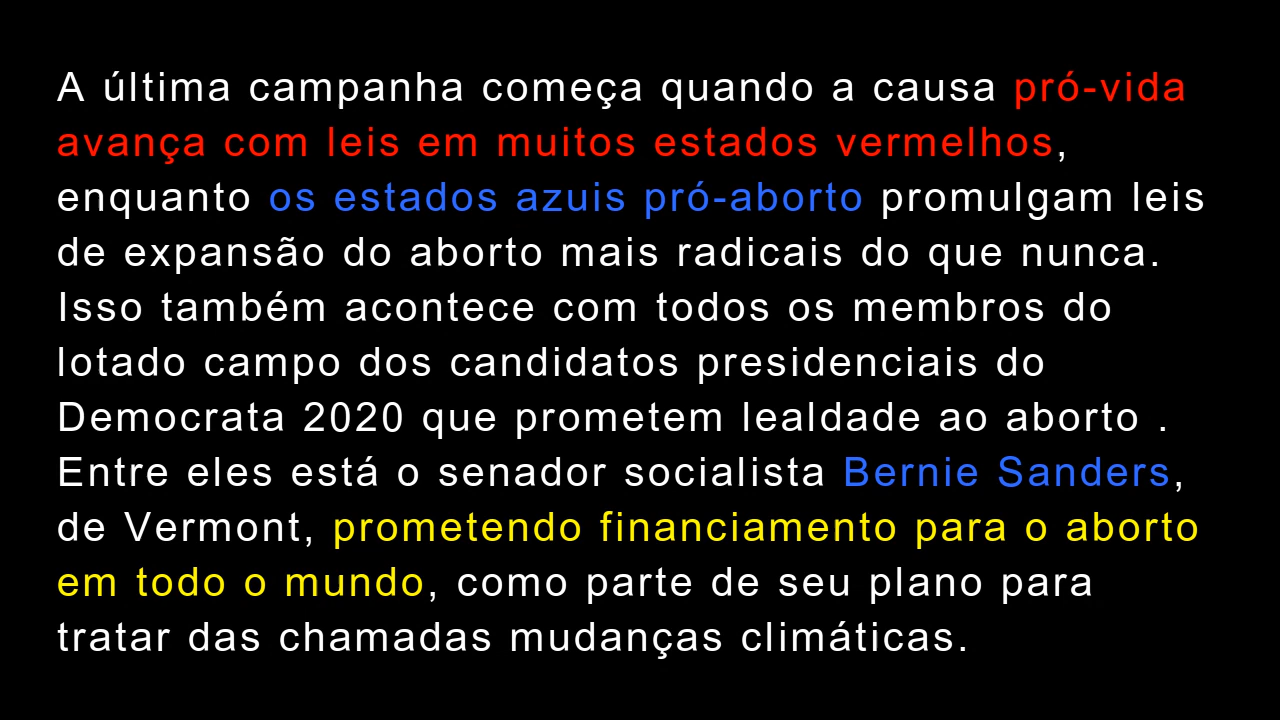 A última campanha começa quando a causa pró-vida
avança com leis em muitos estados vermelhos,
enquanto os estados azuis pró-aborto promulgam leis
de expansão do aborto mais radicais do que nunca.
Isso também acontece com todos os membros do
lotado campo dos candidatos presidenciais do
Democrata 2020 que prometem lealdade ao aborto .
Entre eles está o senador socialista Bernie Sanders,
de Vermont, prometendo financiamento para o aborto
em todo o mundo, como parte de seu plano para
tratar das chamadas mudanças climáticas.